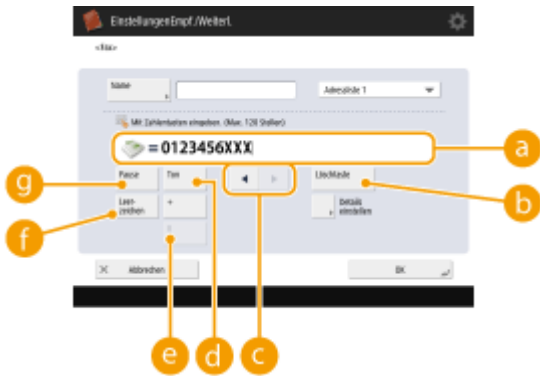 Einstellungen Empf./Weiterl.
<Fax>
Name
Adressliste 1
Mit Zahlentasten eingeben. (Max. 120 Stellen)
= 0123456XXX
a
Pause
Ton
Löschtaste
g
b
Leer-
zeichen
+
Details
einstellen
f
Abbrechen
OK
e
d
c